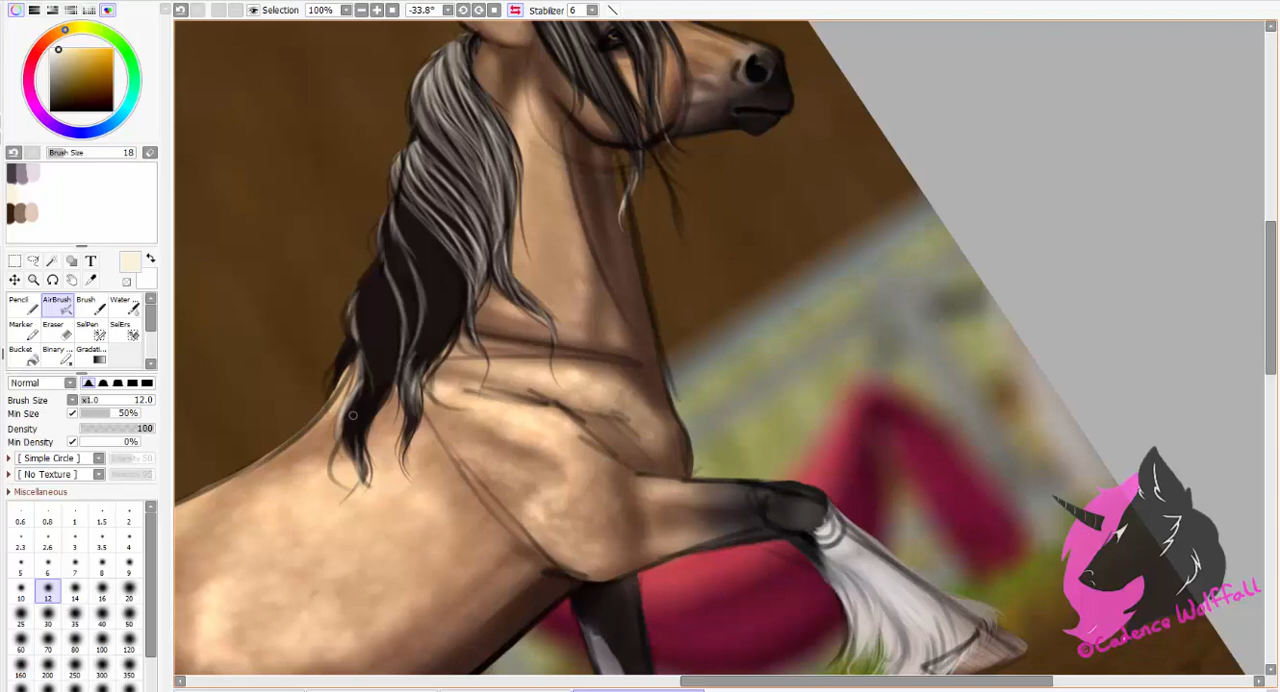 Selection 100% -33.8° Stabilizer 6
Brush Size 18
T
Pencil AirBrush Brush Water ...
Marker Eraser SelPen SelErs
Bucket Binary ... Gradati...
Normal
Brush Size x1.0 12.0
Min Size 50%
Density 100
Min Density 0%
[ Simple Circle ]
[ No Texture ]
Miscellaneous
0.6 0.8 1 1.5 2
2.3 2.6 3 3.5 4
5 6 7 8 9
10 12 14 16 20
25 30 35 40 50
60 70 80 100 120
160 200 250 300 350
©Cadence Wolffall